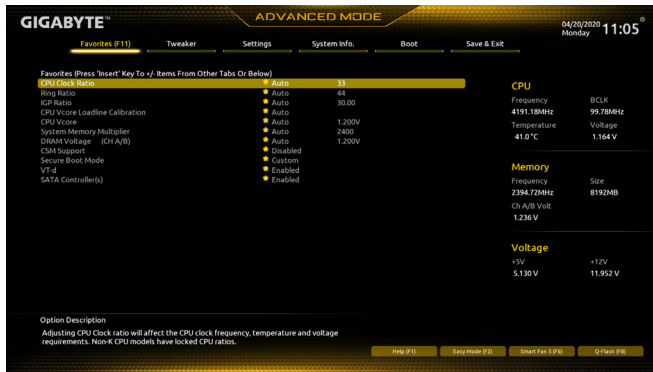 GIGABYTE™
ADVANCED MODE
04/20/2020
Monday
11:05
Favorites (F11) Tweaker Settings System Info. Boot Save & Exit
Favorites (Press 'Insert' Key To +/- Items From Other Tabs Or Below)
CPU Clock Ratio Auto 33
Ring Ratio Auto 44
IGP Ratio Auto 30.00
CPU Vcore Loadline Calibration Auto
CPU Vcore Auto 1.200V
System Memory Multiplier Auto 2400
DRAM Voltage (CH A/B) Auto 1.200V
CSM Support Disabled
Secure Boot Mode Custom
VT-d Enabled
SATA Controller(s) Enabled
CPU
Frequency BCLK
4191.18MHz 99.78MHz
Temperature Voltage
41.0 °C 1.164 V
Memory
Frequency Size
2394.72MHz 8192MB
Ch A/B Volt
1.236 V
Voltage
+5V +12V
5.130 V 11.952 V
Option Description
Adjusting CPU Clock ratio will affect the CPU clock frequency, temperature and voltage
requirements. Non-K CPU models have locked CPU ratios.
Help (F1) Easy Mode (F2) Smart Fan 5 (F6) Q-Flash (F8)